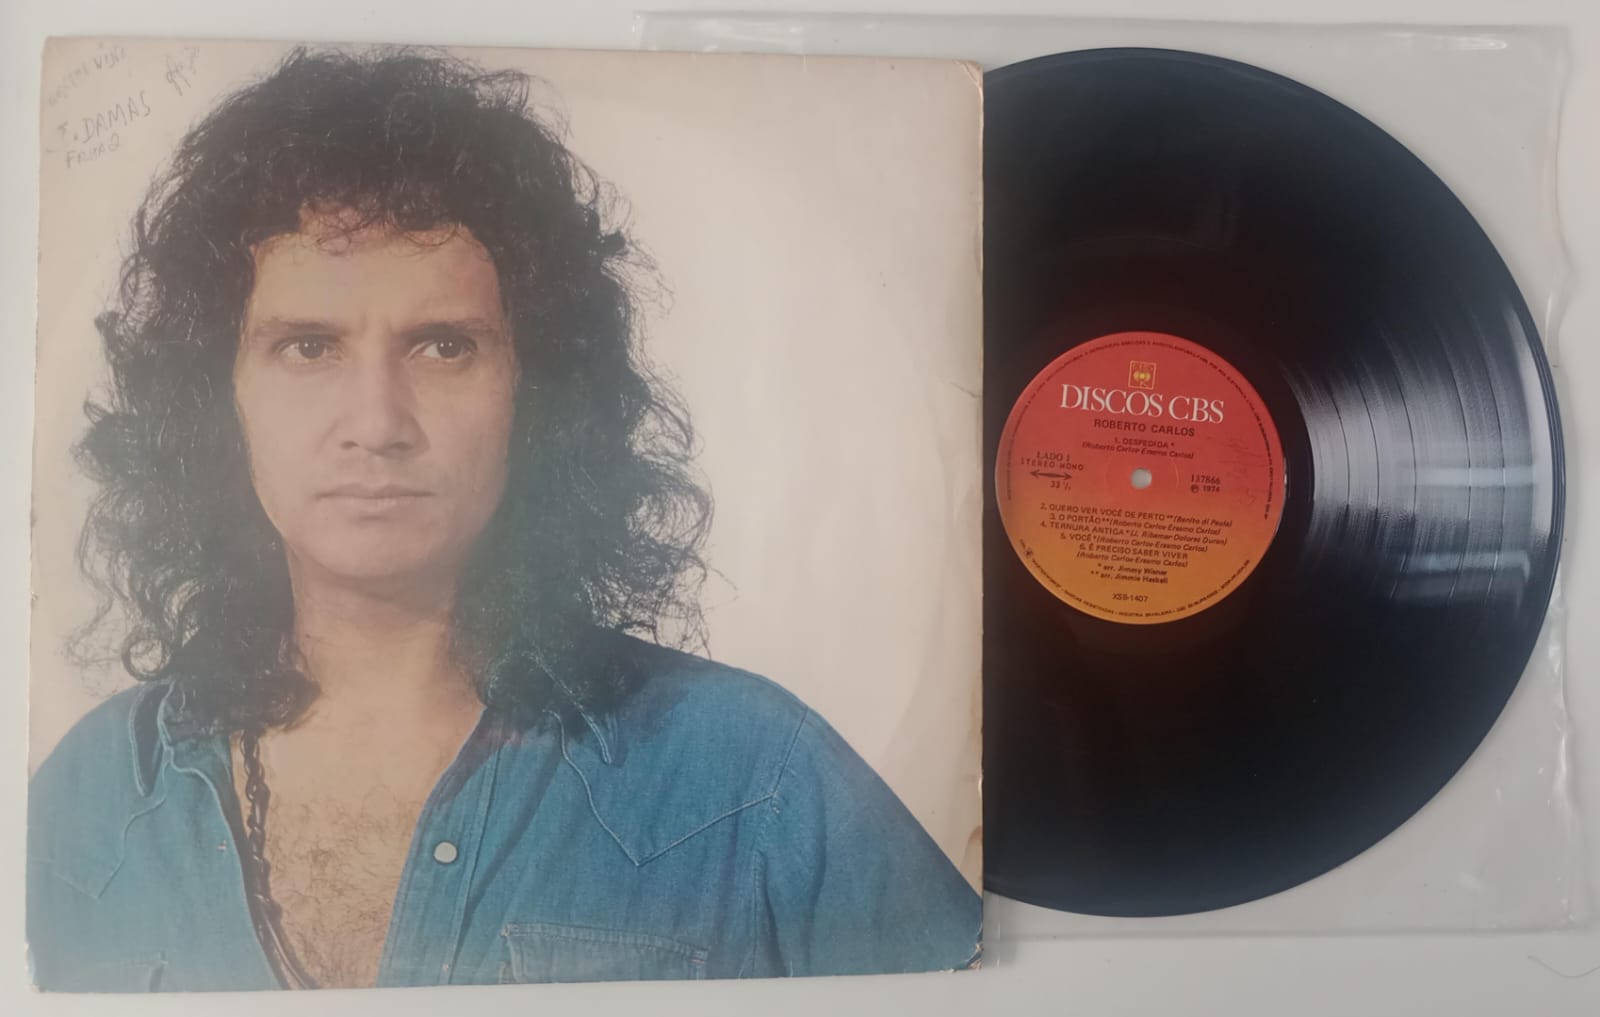 T. DAMAS
DISCOS CBS
ROBERTO CARLOS
1. DESPEDIDA *
(Roberto Carlos-Erasmo Carlos)
LADO 1
STEREO-MONO
33 ⅓
137866
℗ 1974
2. QUERO VER VOCÊ DE PERTO ** (Benito di Paula)
3. O PORTÃO ** (Roberto Carlos-Erasmo Carlos)
4. TERNURA ANTIGA * (J. Ribamar-Dolores Duran)
5. VOCÊ * (Roberto Carlos-Erasmo Carlos)
6. É PRECISO SABER VIVER
(Roberto Carlos-Erasmo Carlos)
* arr. Jimmy Wisner
** arr. Jimmie Haskell
XSB-1407